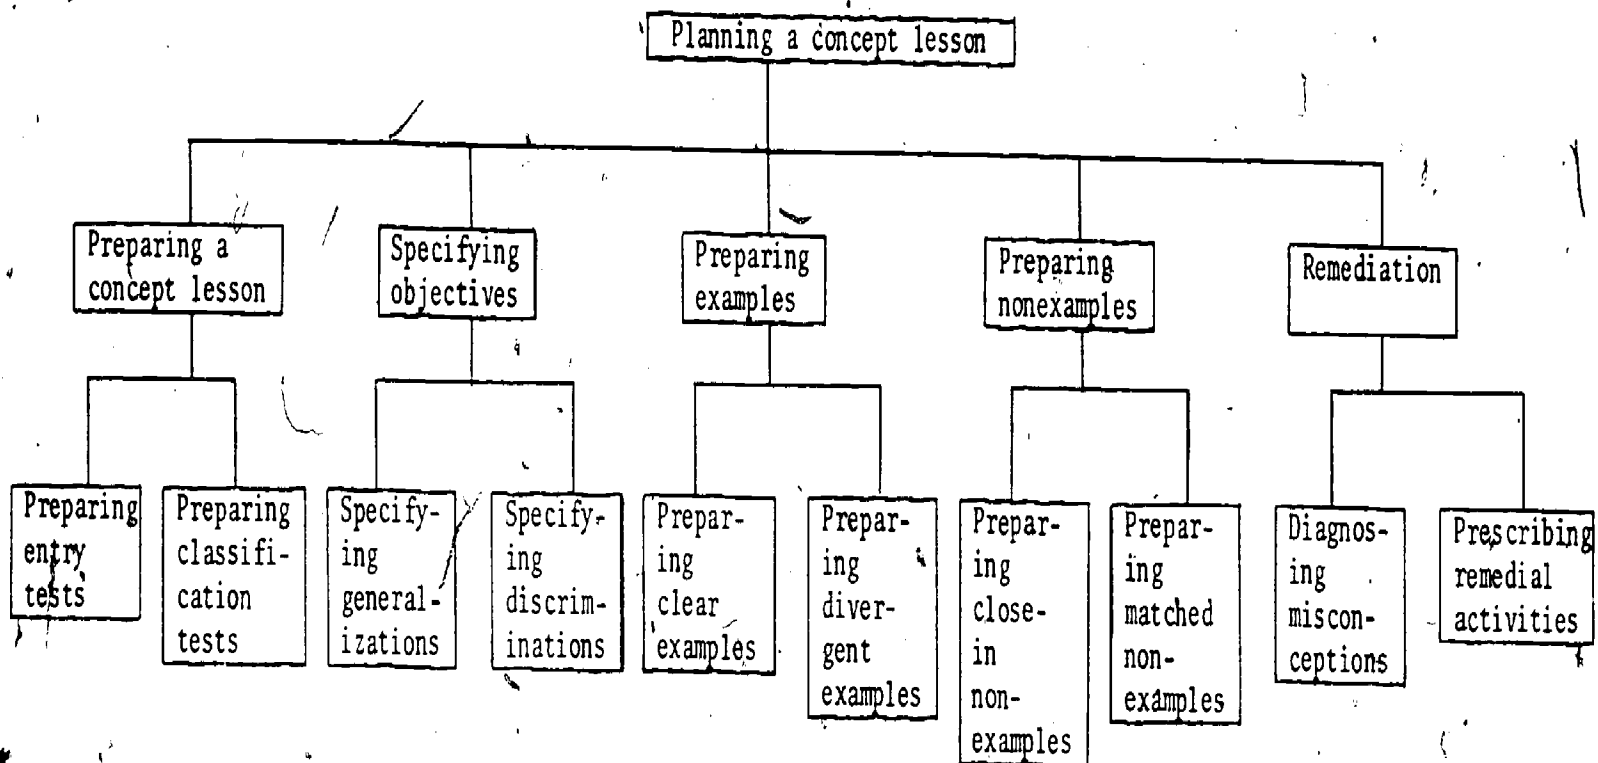 Planning a concept lesson
Preparing a
concept lesson
Specifying
objectives
Preparing
examples
Preparing
nonexamples
Remediation
Preparing
entry
tests
Preparing
classifi-
cation
tests
Specify-
ing
general-
izations
Specify-
ing
discrim-
inations
Prepar-
ing
clear
examples
Prepar-
ing
diver-
gent
examples
Prepar-
ing
close-
in
non-
examples
Prepar-
ing
matched
non-
examples
Diagnos-
ing
miscon-
ceptions
Prescribing
remedial
activities